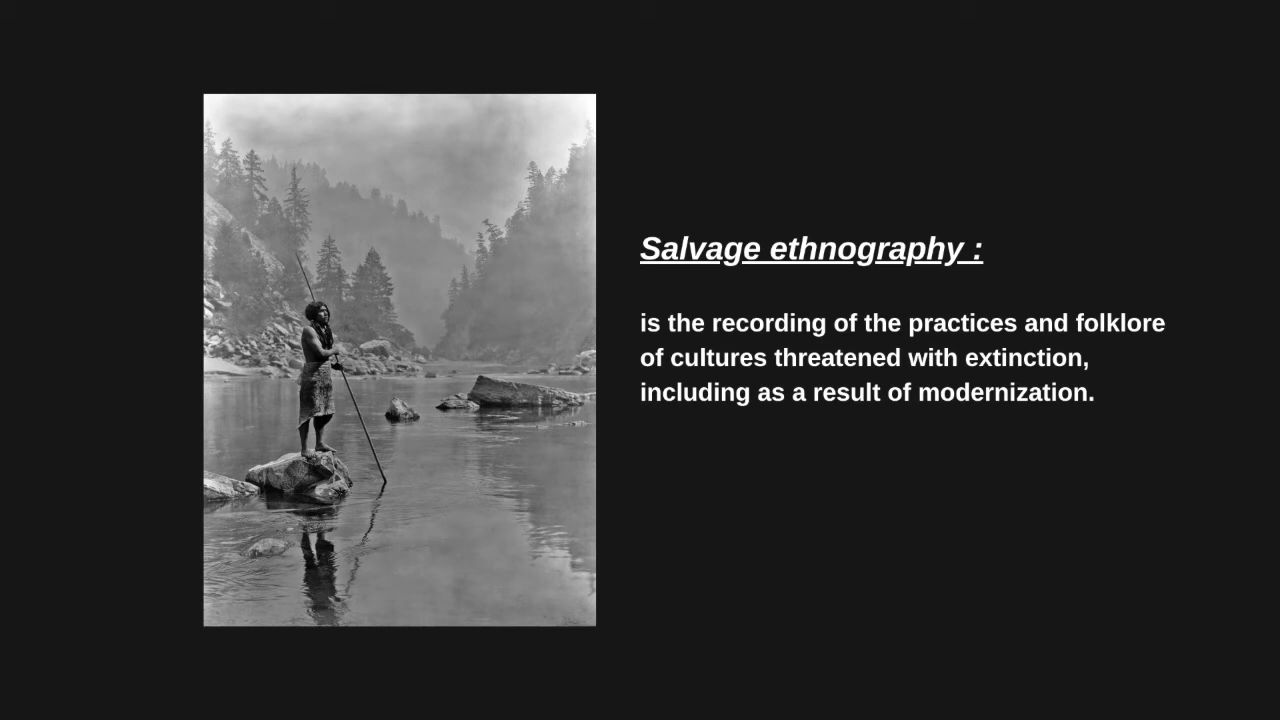 Salvage ethnography :
is the recording of the practices and folklore
of cultures threatened with extinction,
including as a result of modernization.